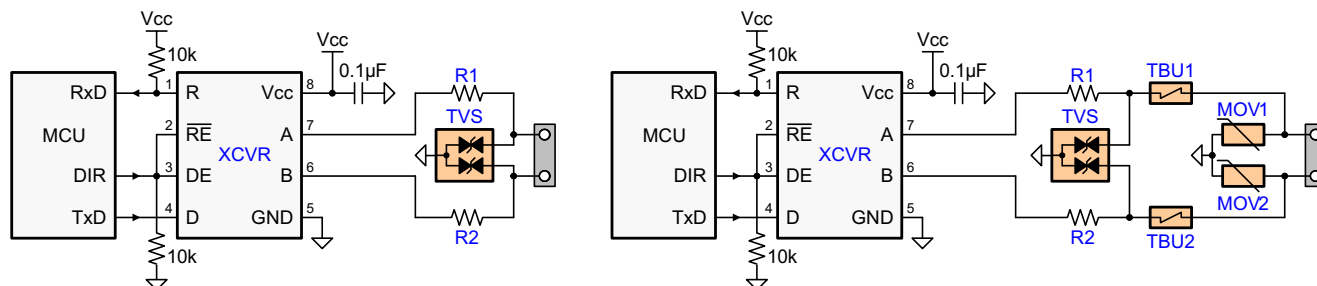 Vcc
10k
RxD
MCU
DIR
TxD
1
2
3
4
R
RE
DE
D
XCVR
Vcc
A
B
GND
8
7
6
5
Vcc
0.1µF
R1
TVS
R2
10k
Vcc
10k
RxD
MCU
DIR
TxD
1
2
3
4
R
RE
DE
D
XCVR
Vcc
A
B
GND
8
7
6
5
Vcc
0.1µF
R1
TVS
R2
TBU1
MOV1
MOV2
TBU2
10k